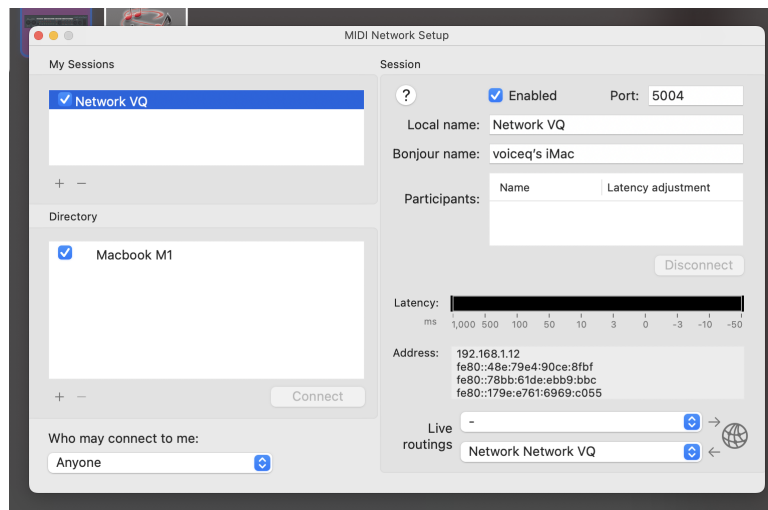 MIDI Network Setup
My Sessions
Network VQ
+ −
Directory
Macbook M1
+ −
Connect
Who may connect to me:
Anyone
Session
?
Enabled
Port: 5004
Local name: Network VQ
Bonjour name: voiceq's iMac
Participants:
Name Latency adjustment
Disconnect
Latency:
ms 1,000 500 100 50 10 3 0 -3 -10 -50
Address: 192.168.1.12
fe80::48e:79e4:90ce:8fbf
fe80::78bb:61de:ebb9:bbc
fe80::179e:e761:6969:c055
Live routings
- →
Network Network VQ ←